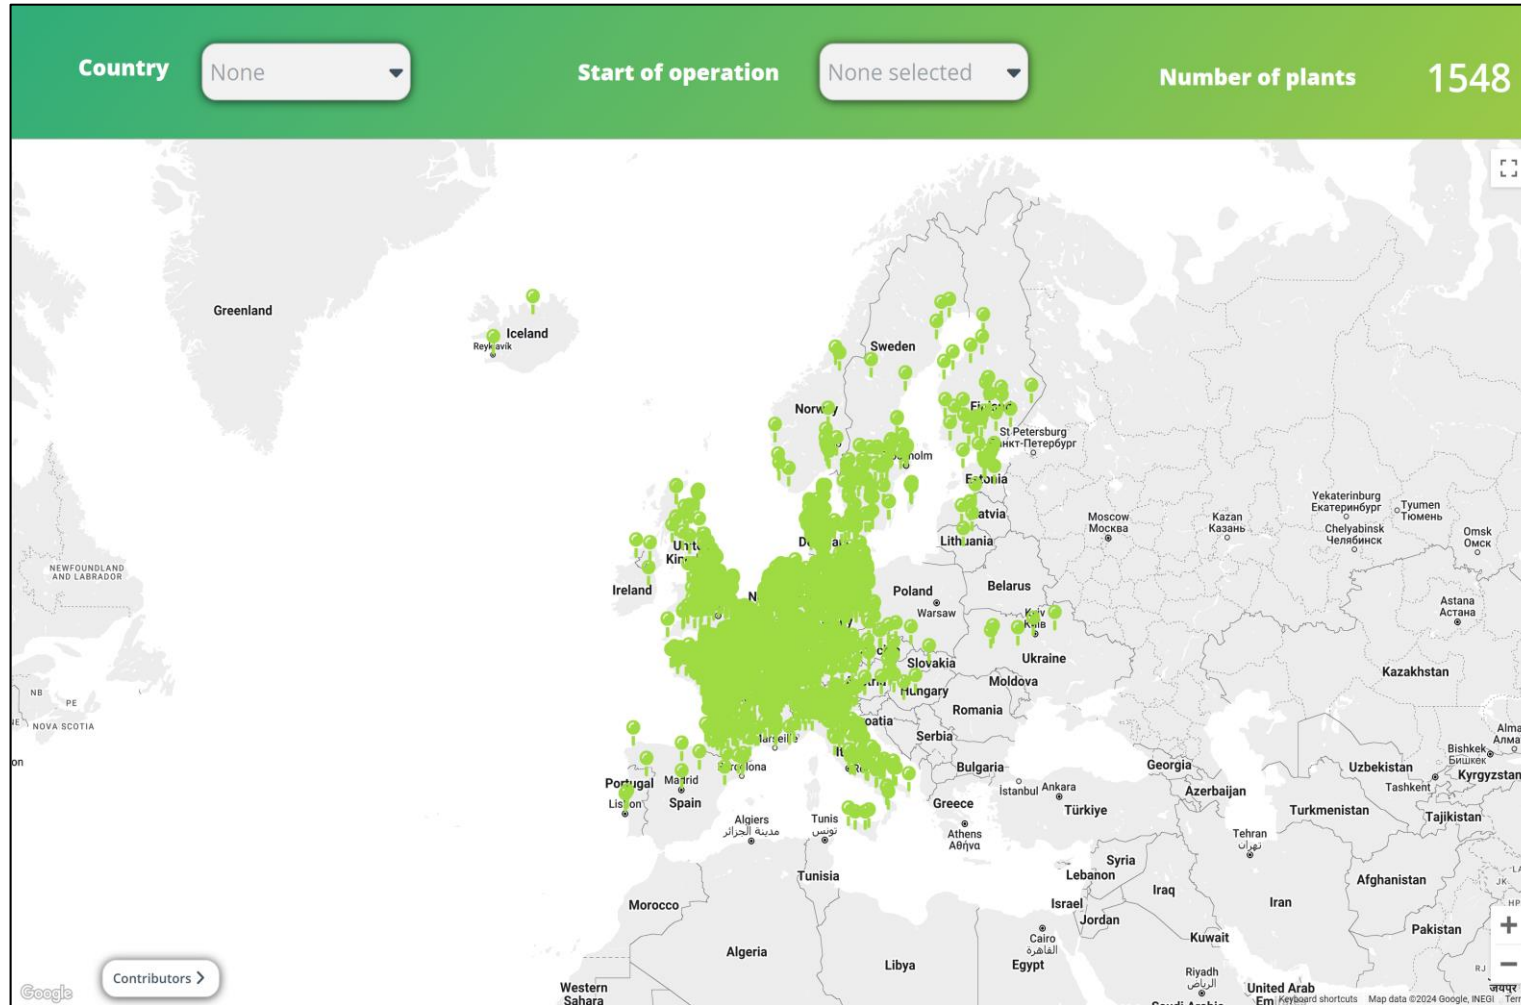 Country
None
Start of operation
None selected
Number of plants
1548
Greenland
Iceland
Reykjavik
Sweden
Norway
Finland
St Petersburg
Estonia
Yekaterinburg
Екатеринбург
Tyumen
Тюмень
Moscow
Москва
Kazan
Казань
Chelyabinsk
Челябинск
Omsk
Омск
Lithuania
NEWFOUNDLAND
AND LABRADOR
Ireland
Poland
Warsaw
Belarus
Astana
Астана
Kyiv
Київ
Ukraine
Slovakia
Kazakhstan
Moldova
Hungary
NB
PE
NOVA SCOTIA
Romania
Serbia
Bulgaria
Georgia
Bishkek
Бишкек
Uzbekistan
Kyrgyzstan
Tashkent
Portugal
Madrid
Spain
İstanbul
Ankara
Türkiye
Azerbaijan
Turkmenistan
Tajikistan
Greece
Athens
Αθήνα
Algiers
مدينة الجزائر
Tunis
تونس
Tehran
تهران
Syria
Lebanon
Tunisia
Iraq
Afghanistan
Israel
Jordan
Iran
Morocco
Pakistan
Cairo
القاهرة
Kuwait
Algeria
Libya
Egypt
Riyadh
الرياض
Contributors
Western
Sahara
United Arab
Google
Keyboard shortcuts
Map data ©2024 Google, INEGI